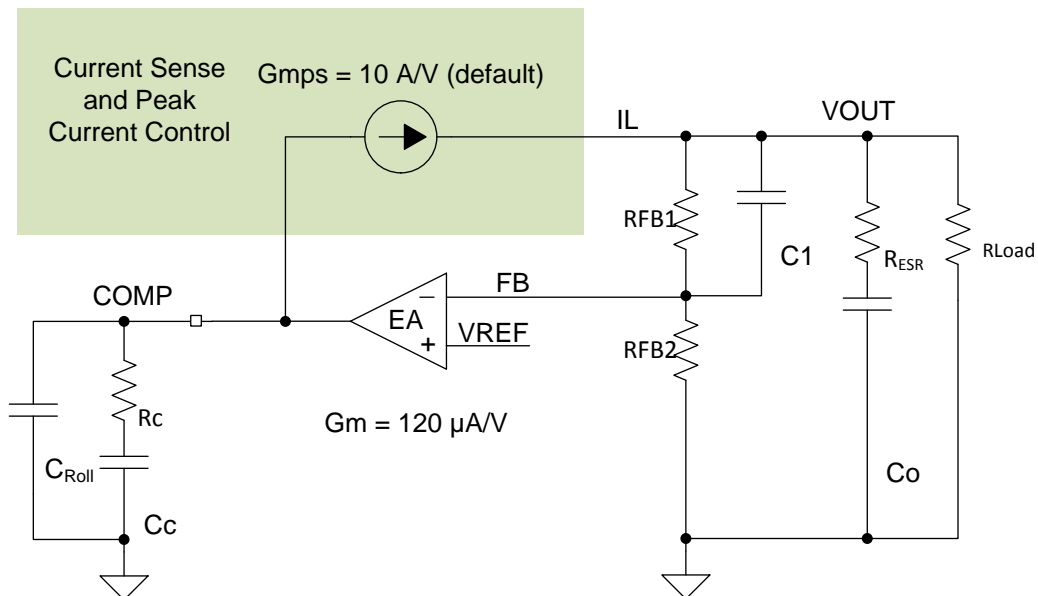 Current Sense
and Peak
Current Control
Gmps = 10 A/V (default)
IL
VOUT
RFB1
C1
RESR
RLoad
FB
COMP
EA
VREF
RFB2
Rc
Gm = 120 µA/V
CRoll
Cc
Co